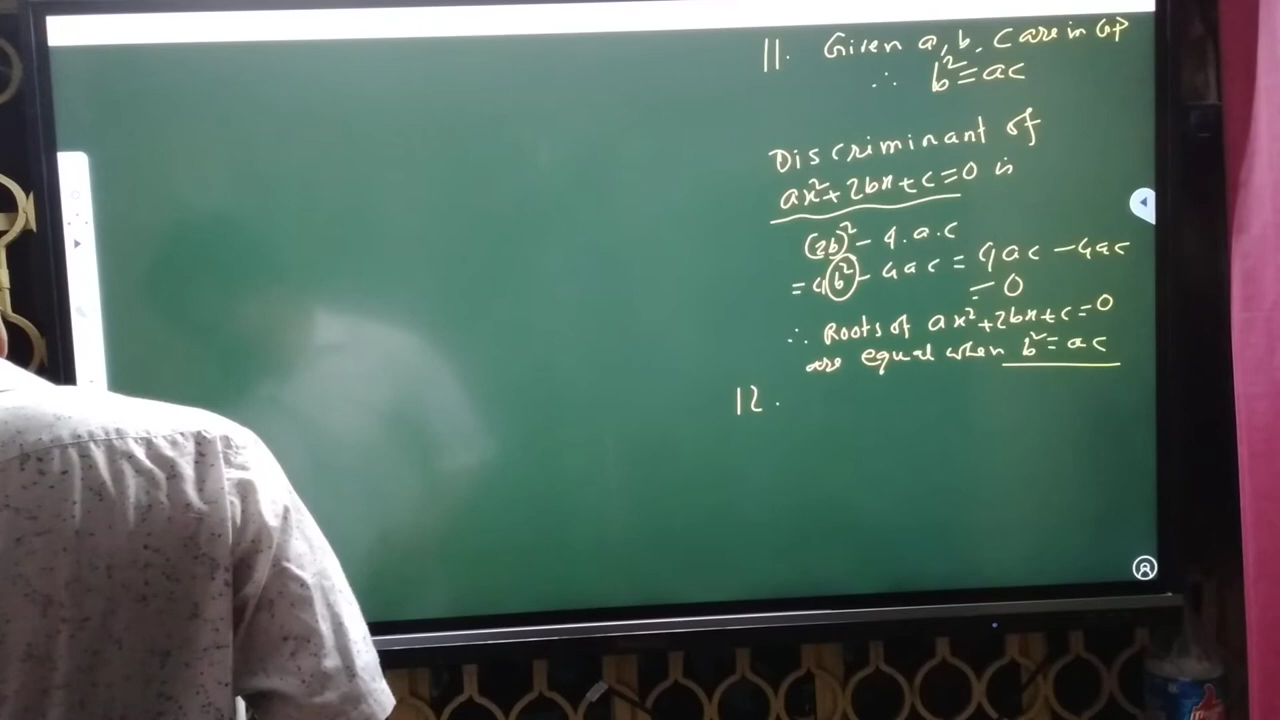 11. Given a, b, c are in GP
∴ b² = ac
Discriminant of
ax² + 2bx + c = 0 is
(2b)² - 4.a.c
= 4b² - 4ac = 4ac - 4ac
= 0
∴ Roots of ax² + 2bx + c = 0
are equal when b² = ac
12.